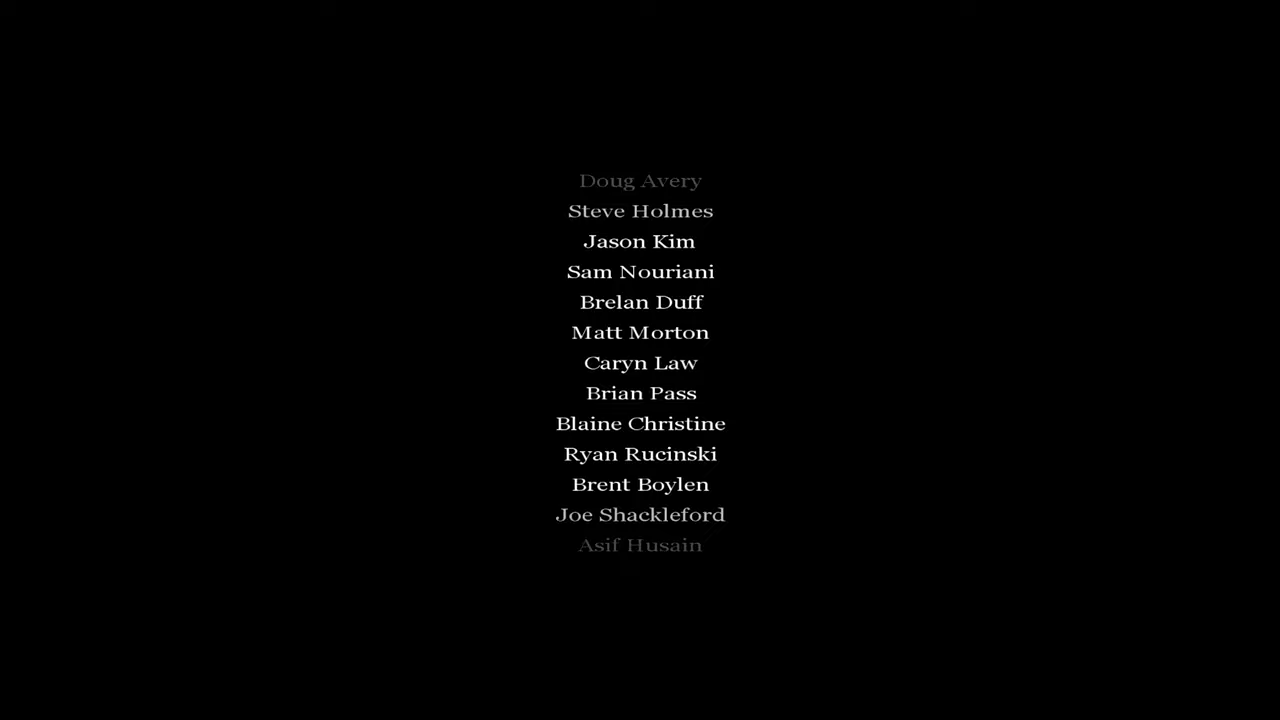 Doug Avery
Steve Holmes
Jason Kim
Sam Nouriani
Brelan Duff
Matt Morton
Caryn Law
Brian Pass
Blaine Christine
Ryan Rucinski
Brent Boylen
Joe Shackleford
Asif Husain